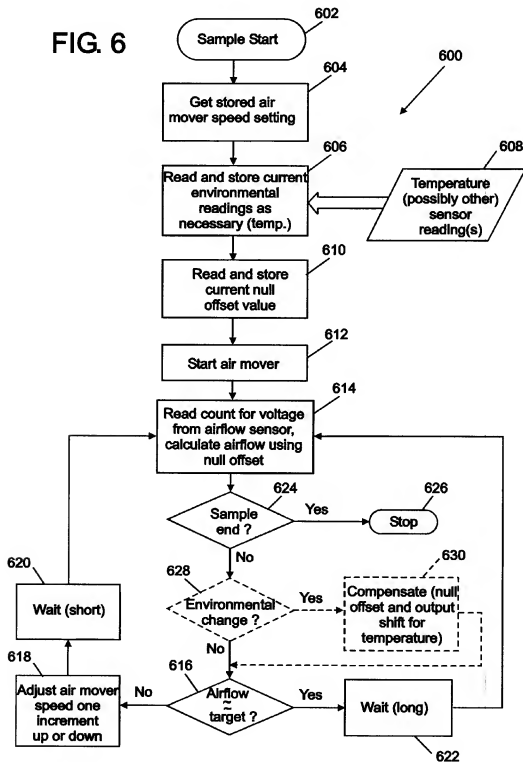 FIG. 6
602
Sample Start
600
604
Get stored air
mover speed setting
606
608
Read and store current
environmental
readings as
necessary (temp.)
Temperature
(possibly other)
sensor
reading(s)
610
Read and store
current null
offset value
612
Start air mover
614
Read count for voltage
from airflow sensor,
calculate airflow using
null offset
624
626
Sample
end ?
Yes
Stop
No
620
Wait (short)
628
630
Environmental
change ?
Yes
Compensate (null
offset and output
shift for
temperature)
No
618
616
Adjust air mover
speed one
increment
up or down
No
Airflow
≈
target ?
Yes
Wait (long)
622